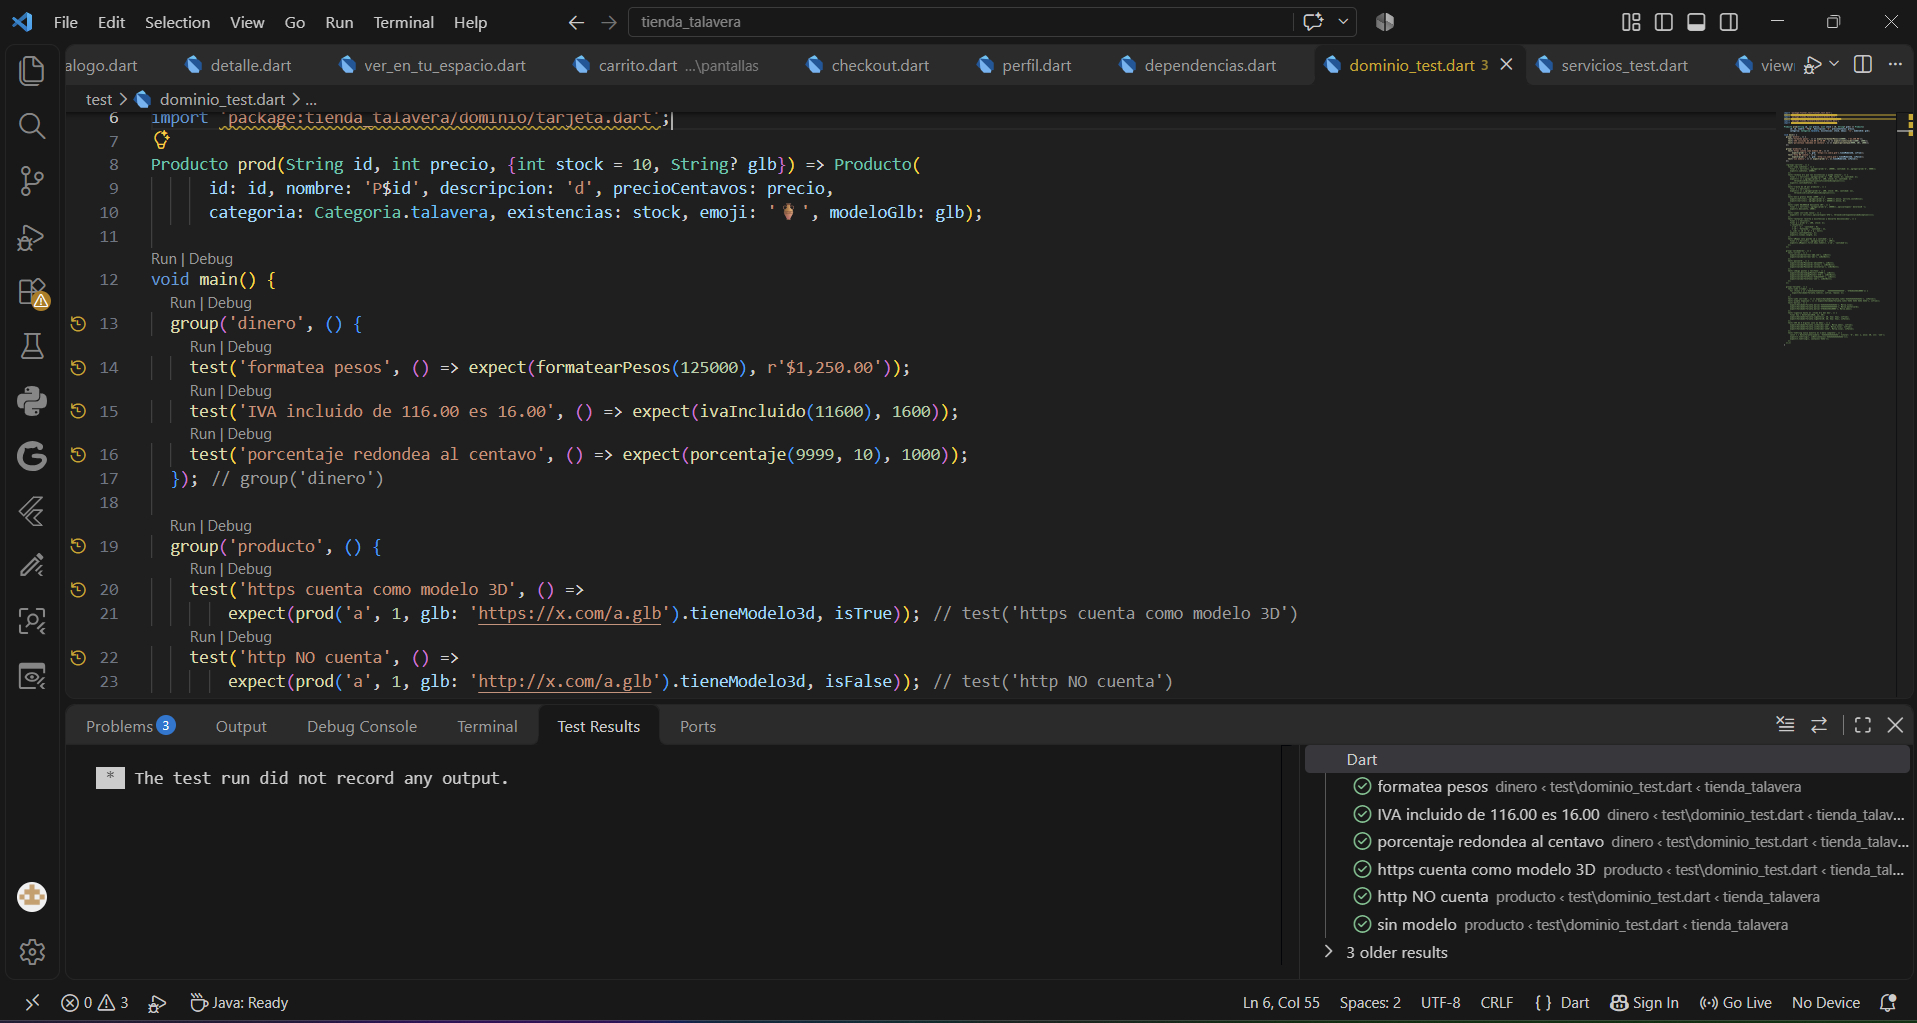 File Edit Selection View Go Run Terminal Help
tienda_talavera
alogo.dart detalle.dart ver_en_tu_espacio.dart carrito.dart ...\pantallas checkout.dart perfil.dart dependencias.dart dominio_test.dart 3 servicios_test.dart view
test > dominio_test.dart > ...
6 import 'package:tienda_talavera/dominio/tarjeta.dart';
7
8 Producto prod(String id, int precio, {int stock = 10, String? glb}) => Producto(
9 id: id, nombre: 'P$id', descripcion: 'd', precioCentavos: precio,
10 categoria: Categoria.talavera, existencias: stock, emoji: '🏺', modeloGlb: glb);
11
Run | Debug
12 void main() {
Run | Debug
13 group('dinero', () {
Run | Debug
14 test('formatea pesos', () => expect(formatearPesos(125000), r'$1,250.00'));
Run | Debug
15 test('IVA incluido de 116.00 es 16.00', () => expect(ivaIncluido(11600), 1600));
Run | Debug
16 test('porcentaje redondea al centavo', () => expect(porcentaje(9999, 10), 1000));
17 }); // group('dinero')
18
Run | Debug
19 group('producto', () {
Run | Debug
20 test('https cuenta como modelo 3D', () =>
21 expect(prod('a', 1, glb: 'https://x.com/a.glb').tieneModelo3d, isTrue)); // test('https cuenta como modelo 3D')
Run | Debug
22 test('http NO cuenta', () =>
23 expect(prod('a', 1, glb: 'http://x.com/a.glb').tieneModelo3d, isFalse)); // test('http NO cuenta')
Problems 3 Output Debug Console Terminal Test Results Ports
* The test run did not record any output.
Dart
formatea pesos dinero ‹ test\dominio_test.dart ‹ tienda_talavera
IVA incluido de 116.00 es 16.00 dinero ‹ test\dominio_test.dart ‹ tienda_talav...
porcentaje redondea al centavo dinero ‹ test\dominio_test.dart ‹ tienda_talav...
https cuenta como modelo 3D producto ‹ test\dominio_test.dart ‹ tienda_tal...
http NO cuenta producto ‹ test\dominio_test.dart ‹ tienda_talavera
sin modelo producto ‹ test\dominio_test.dart ‹ tienda_talavera
3 older results
0 3 Java: Ready Ln 6, Col 55 Spaces: 2 UTF-8 CRLF { } Dart Sign In Go Live No Device